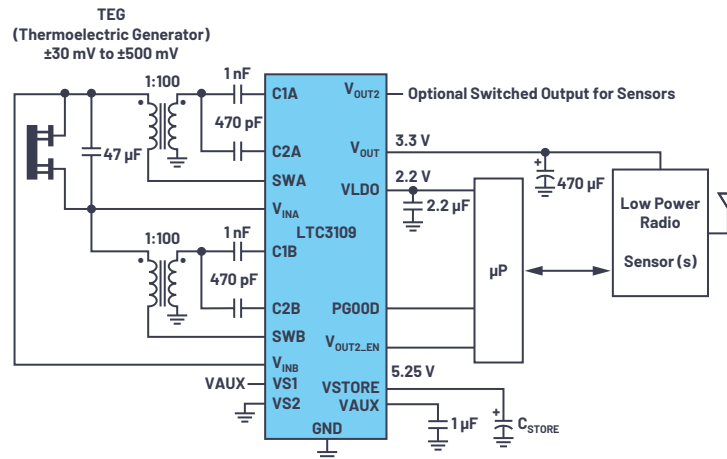 TEG
(Thermoelectric Generator)
±30 mV to ±500 mV
1:100
1 nF
470 pF
47 µF
1:100
1 nF
470 pF
VAUX
C1A
C2A
SWA
VINA
LTC3109
C1B
C2B
SWB
VINB
VS1
VS2
GND
VOUT2
VOUT
VLDO
PGOOD
VOUT2_EN
VSTORE
VAUX
Optional Switched Output for Sensors
3.3 V
470 µF
2.2 V
2.2 µF
µP
Low Power
Radio
Sensor(s)
5.25 V
1 µF
CSTORE